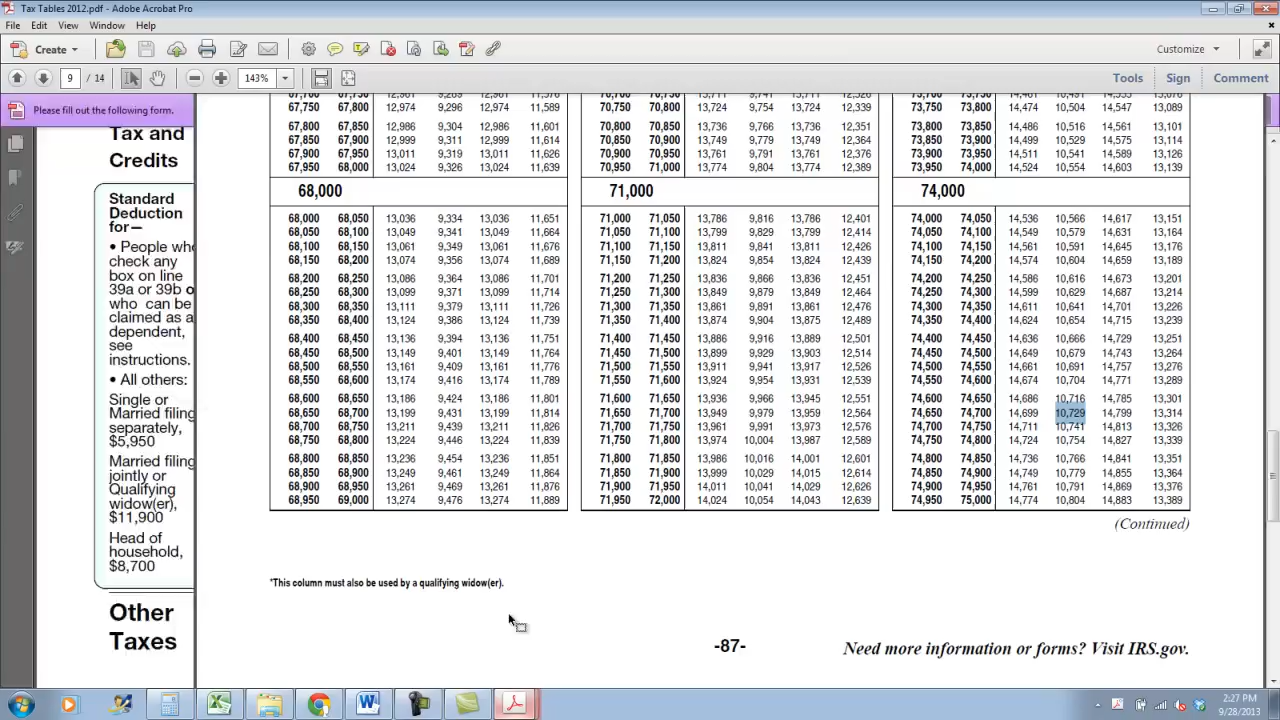 Tax Tables 2012.pdf - Adobe Acrobat Pro
File Edit View Window Help
Create Customize
9 / 14 143% Tools Sign Comment
Please fill out the following form.
Tax and
Credits
Standard
Deduction
for—
• People who
check any
box on line
39a or 39b o
who can be
claimed as a
dependent,
see
instructions.
• All others:
Single or
Married filing
separately,
$5,950
Married filing
jointly or
Qualifying
widow(er),
$11,900
Head of
household,
$8,700
Other
Taxes
67,750 67,800 12,974 9,296 12,974 11,589
67,800 67,850 12,986 9,304 12,986 11,601
67,850 67,900 12,999 9,311 12,999 11,614
67,900 67,950 13,011 9,319 13,011 11,626
67,950 68,000 13,024 9,326 13,024 11,639
68,000
68,000 68,050 13,036 9,334 13,036 11,651
68,050 68,100 13,049 9,341 13,049 11,664
68,100 68,150 13,061 9,349 13,061 11,676
68,150 68,200 13,074 9,356 13,074 11,689
68,200 68,250 13,086 9,364 13,086 11,701
68,250 68,300 13,099 9,371 13,099 11,714
68,300 68,350 13,111 9,379 13,111 11,726
68,350 68,400 13,124 9,386 13,124 11,739
68,400 68,450 13,136 9,394 13,136 11,751
68,450 68,500 13,149 9,401 13,149 11,764
68,500 68,550 13,161 9,409 13,161 11,776
68,550 68,600 13,174 9,416 13,174 11,789
68,600 68,650 13,186 9,424 13,186 11,801
68,650 68,700 13,199 9,431 13,199 11,814
68,700 68,750 13,211 9,439 13,211 11,826
68,750 68,800 13,224 9,446 13,224 11,839
68,800 68,850 13,236 9,454 13,236 11,851
68,850 68,900 13,249 9,461 13,249 11,864
68,900 68,950 13,261 9,469 13,261 11,876
68,950 69,000 13,274 9,476 13,274 11,889
70,750 70,800 13,724 9,754 13,724 12,339
70,800 70,850 13,736 9,766 13,736 12,351
70,850 70,900 13,749 9,779 13,749 12,364
70,900 70,950 13,761 9,791 13,761 12,376
70,950 71,000 13,774 9,804 13,774 12,389
71,000
71,000 71,050 13,786 9,816 13,786 12,401
71,050 71,100 13,799 9,829 13,799 12,414
71,100 71,150 13,811 9,841 13,811 12,426
71,150 71,200 13,824 9,854 13,824 12,439
71,200 71,250 13,836 9,866 13,836 12,451
71,250 71,300 13,849 9,879 13,849 12,464
71,300 71,350 13,861 9,891 13,861 12,476
71,350 71,400 13,874 9,904 13,875 12,489
71,400 71,450 13,886 9,916 13,889 12,501
71,450 71,500 13,899 9,929 13,903 12,514
71,500 71,550 13,911 9,941 13,917 12,526
71,550 71,600 13,924 9,954 13,931 12,539
71,600 71,650 13,936 9,966 13,945 12,551
71,650 71,700 13,949 9,979 13,959 12,564
71,700 71,750 13,961 9,991 13,973 12,576
71,750 71,800 13,974 10,004 13,987 12,589
71,800 71,850 13,986 10,016 14,001 12,601
71,850 71,900 13,999 10,029 14,015 12,614
71,900 71,950 14,011 10,041 14,029 12,626
71,950 72,000 14,024 10,054 14,043 12,639
73,750 73,800 14,474 10,504 14,547 13,089
73,800 73,850 14,486 10,516 14,561 13,101
73,850 73,900 14,499 10,529 14,575 13,114
73,900 73,950 14,511 10,541 14,589 13,126
73,950 74,000 14,524 10,554 14,603 13,139
74,000
74,000 74,050 14,536 10,566 14,617 13,151
74,050 74,100 14,549 10,579 14,631 13,164
74,100 74,150 14,561 10,591 14,645 13,176
74,150 74,200 14,574 10,604 14,659 13,189
74,200 74,250 14,586 10,616 14,673 13,201
74,250 74,300 14,599 10,629 14,687 13,214
74,300 74,350 14,611 10,641 14,701 13,226
74,350 74,400 14,624 10,654 14,715 13,239
74,400 74,450 14,636 10,666 14,729 13,251
74,450 74,500 14,649 10,679 14,743 13,264
74,500 74,550 14,661 10,691 14,757 13,276
74,550 74,600 14,674 10,704 14,771 13,289
74,600 74,650 14,686 10,716 14,785 13,301
74,650 74,700 14,699 10,729 14,799 13,314
74,700 74,750 14,711 10,741 14,813 13,326
74,750 74,800 14,724 10,754 14,827 13,339
74,800 74,850 14,736 10,766 14,841 13,351
74,850 74,900 14,749 10,779 14,855 13,364
74,900 74,950 14,761 10,791 14,869 13,376
74,950 75,000 14,774 10,804 14,883 13,389
(Continued)
*This column must also be used by a qualifying widow(er).
-87- Need more information or forms? Visit IRS.gov.
2:27 PM
9/28/2013